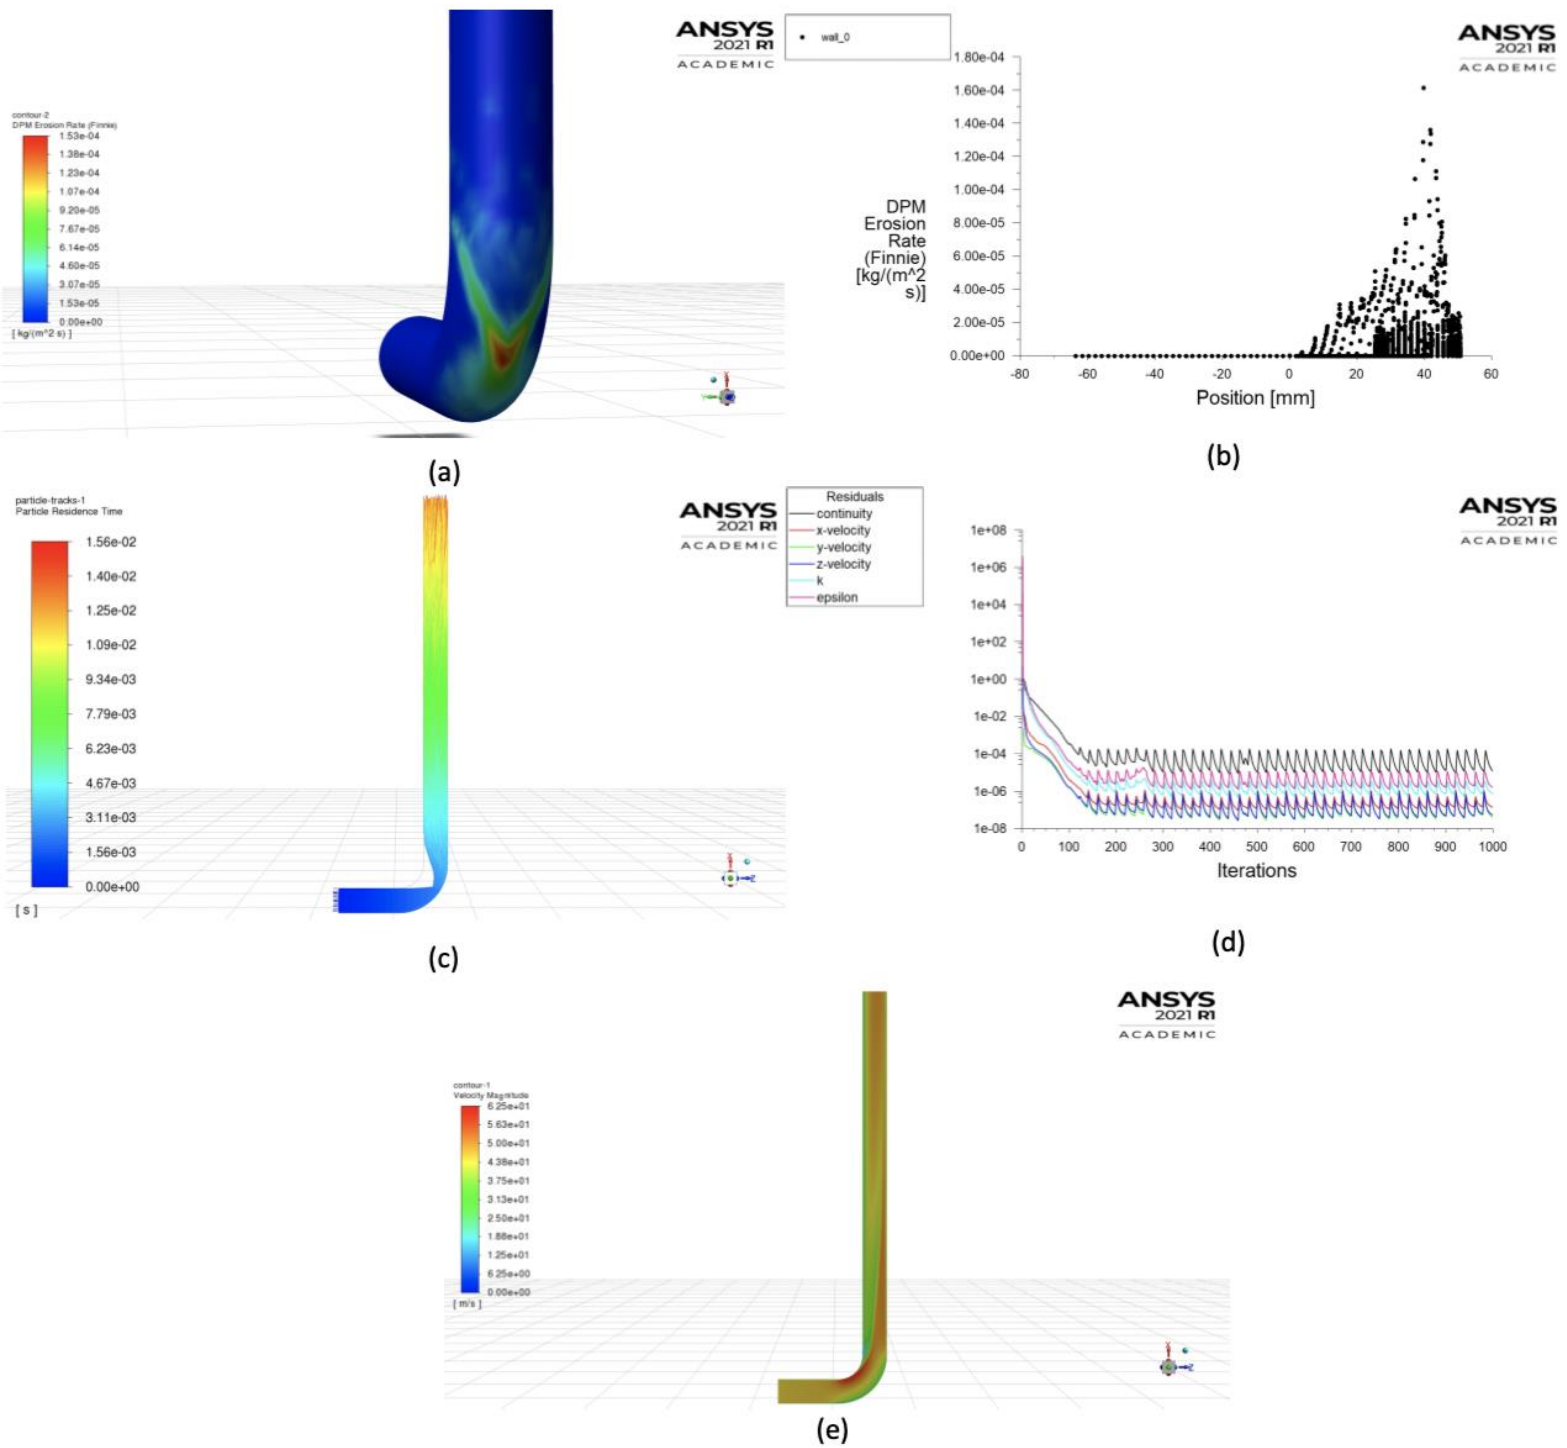 contour-2
DPM Erosion Rate (Finnie)
1.53e-04
1.38e-04
1.23e-04
1.07e-04
9.20e-05
7.67e-05
6.14e-05
4.60e-05
3.07e-05
1.53e-05
0.00e+00
[ kg/(m^2 s) ]
ANSYS
2021 R1
ACADEMIC
(a)
wall_0
ANSYS
2021 R1
ACADEMIC
1.80e-04
1.60e-04
1.40e-04
1.20e-04
1.00e-04
8.00e-05
6.00e-05
4.00e-05
2.00e-05
0.00e+00
DPM
Erosion
Rate
(Finnie)
[kg/(m^2
s)]
-80 -60 -40 -20 0 20 40 60
Position [mm]
(b)
particle-tracks-1
Particle Residence Time
1.56e-02
1.40e-02
1.25e-02
1.09e-02
9.34e-03
7.79e-03
6.23e-03
4.67e-03
3.11e-03
1.56e-03
0.00e+00
[ s ]
ANSYS
2021 R1
ACADEMIC
Z
(c)
Residuals
continuity
x-velocity
y-velocity
z-velocity
k
epsilon
ANSYS
2021 R1
ACADEMIC
1e+08
1e+06
1e+04
1e+02
1e+00
1e-02
1e-04
1e-06
1e-08
0 100 200 300 400 500 600 700 800 900 1000
Iterations
(d)
contour-1
Velocity Magnitude
6.25e+01
5.63e+01
5.00e+01
4.38e+01
3.75e+01
3.13e+01
2.50e+01
1.88e+01
1.25e+01
6.25e+00
0.00e+00
[ m/s ]
ANSYS
2021 R1
ACADEMIC
Z
(e)